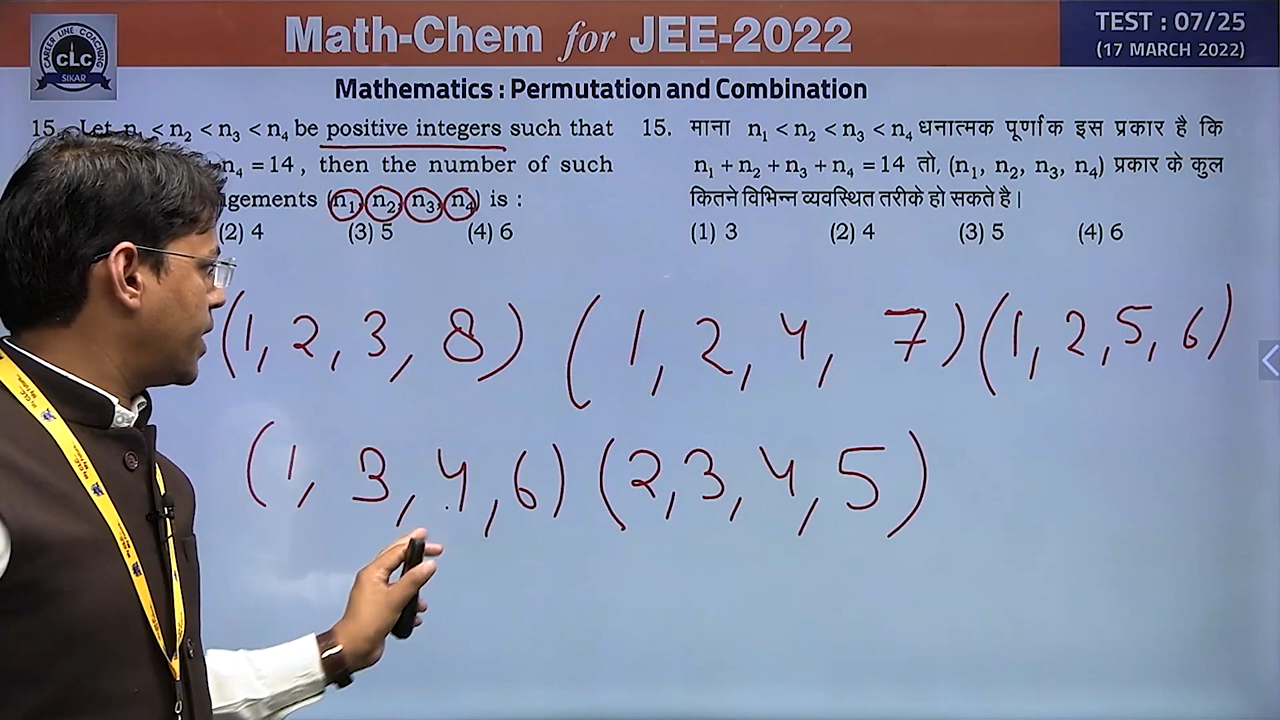 Math-Chem for JEE-2022
TEST : 07/25
(17 MARCH 2022)
CAREER LINE COACHING
CLC
SIKAR
Mathematics : Permutation and Combination
15. Let n₁ < n₂ < n₃ < n₄ be positive integers such that
n₄ = 14, then the number of such
(n₁, n₂, n₃, n₄) is :
(2) 4 (3) 5 (4) 6
15. माना n₁ < n₂ < n₃ < n₄ धनात्मक पूर्णांक इस प्रकार है कि
n₁ + n₂ + n₃ + n₄ = 14 तो, (n₁, n₂, n₃, n₄) प्रकार के कुल
कितने विभिन्न व्यवस्थित तरीके हो सकते है।
(1) 3 (2) 4 (3) 5 (4) 6
(1, 2, 3, 8) (1, 2, 4, 7) (1, 2, 5, 6)
(1, 3, 4, 6) (2, 3, 4, 5)